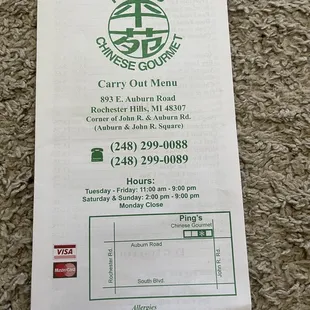 苑
CHINESE GOURMET
Carry Out Menu
893 E. Auburn Road
Rochester Hills, MI 48307
Corner of John R. & Auburn Rd.
(Auburn & John R. Square)
(248) 299-0088
(248) 299-0089
Hours:
Tuesday - Friday: 11:00 am - 9:00 pm
Saturday & Sunday: 2:00 pm - 9:00 pm
Monday Close
Ping's
Chinese Gourmet
Auburn Road
Rochester Rd.
John R. Rd.
South Blvd.
VISA
MasterCard
Allergies